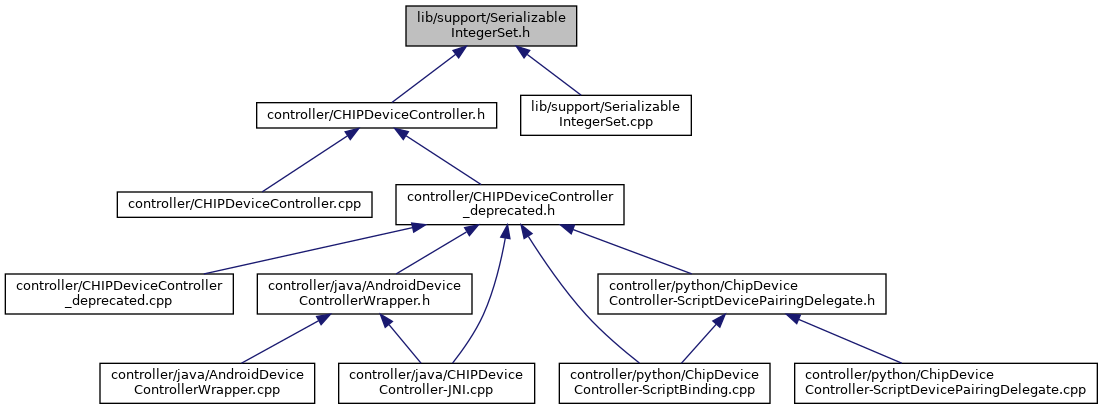 lib/support/Serializable
IntegerSet.h
controller/CHIPDeviceController.h
lib/support/Serializable
IntegerSet.cpp
controller/CHIPDeviceController.cpp
controller/CHIPDeviceController
_deprecated.h
controller/CHIPDeviceController
_deprecated.cpp
controller/java/AndroidDevice
ControllerWrapper.h
controller/python/ChipDevice
Controller-ScriptDevicePairingDelegate.h
controller/java/AndroidDevice
ControllerWrapper.cpp
controller/java/CHIPDevice
Controller-JNI.cpp
controller/python/ChipDevice
Controller-ScriptBinding.cpp
controller/python/ChipDevice
Controller-ScriptDevicePairingDelegate.cpp